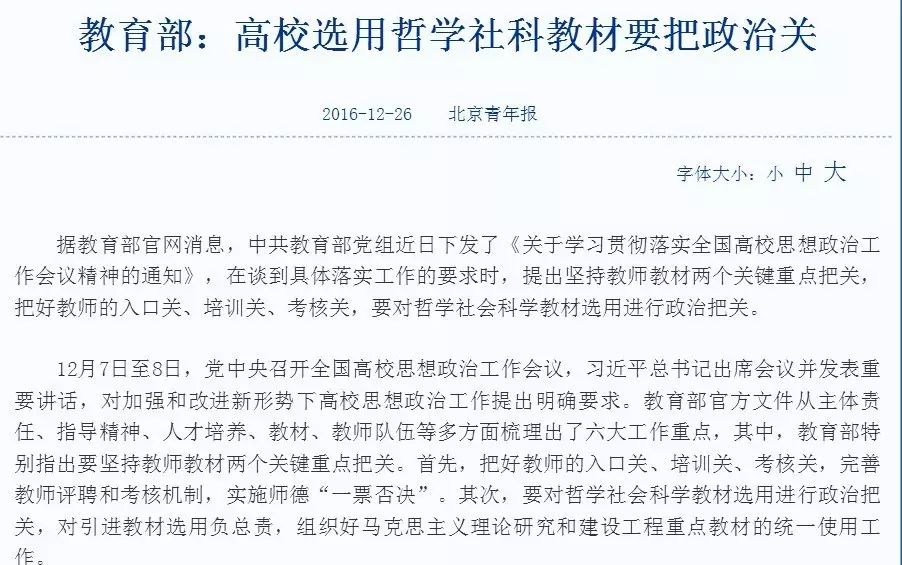 教育部：高校选用哲学社科教材要把政治关
2016-12-26 北京青年报
字体大小：小 中 大
据教育部官网消息，中共教育部党组近日下发了《关于学习贯彻落实全国高校思想政治工
作会议精神的通知》，在谈到具体落实工作的要求时，提出坚持教师教材两个关键重点把关，
把好教师的入口关、培训关、考核关，要对哲学社会科学教材选用进行政治把关。
12月7日至8日，党中央召开全国高校思想政治工作会议，习近平总书记出席会议并发表重
要讲话，对加强和改进新形势下高校思想政治工作提出明确要求。教育部官方文件从主体责
任、指导精神、人才培养、教材、教师队伍等多方面梳理出了六大工作重点，其中，教育部特
别指出要坚持教师教材两个关键重点把关。首先，把好教师的入口关、培训关、考核关，完善
教师评聘和考核机制，实施师德“一票否决”。其次，要对哲学社会科学教材选用进行政治把
关，对引进教材选用负总责，组织好马克思主义理论研究和建设工程重点教材的统一使用工
作。